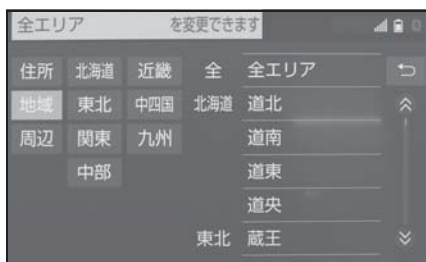 全エリア を変更できます
住所 北海道 近畿 全 全エリア
地域 東北 中四国 北海道 道北
周辺 関東 九州 道南
中部 道東
道央
東北 蔵王